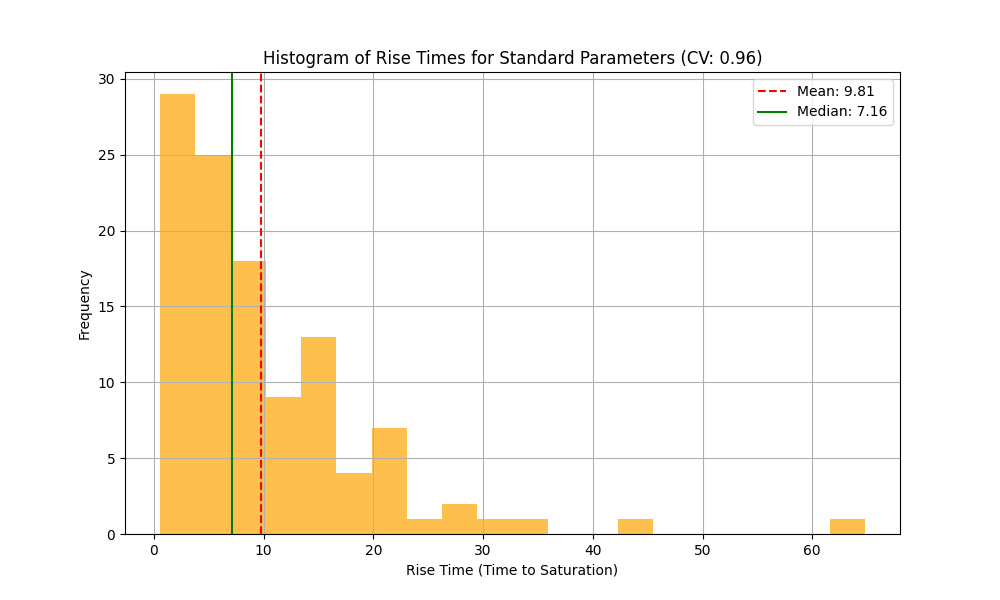 Histogram of Rise Times for Standard Parameters (CV: 0.96)
Mean: 9.81
Median: 7.16
30
25
20
15
10
5
0
Frequency
0 10 20 30 40 50 60
Rise Time (Time to Saturation)